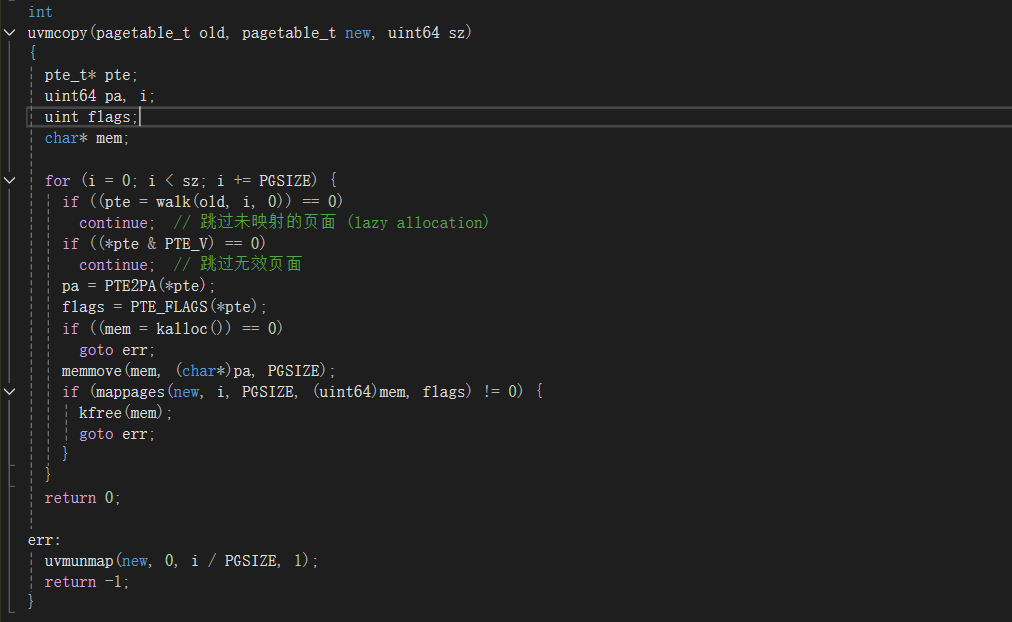 int
uvmcopy(pagetable_t old, pagetable_t new, uint64 sz)
{
  pte_t* pte;
  uint64 pa, i;
  uint flags;
  char* mem;

  for (i = 0; i < sz; i += PGSIZE) {
    if ((pte = walk(old, i, 0)) == 0)
      continue;  // 跳过未映射的页面 (lazy allocation)
    if ((*pte & PTE_V) == 0)
      continue;  // 跳过无效页面
    pa = PTE2PA(*pte);
    flags = PTE_FLAGS(*pte);
    if ((mem = kalloc()) == 0)
      goto err;
    memmove(mem, (char*)pa, PGSIZE);
    if (mappages(new, i, PGSIZE, (uint64)mem, flags) != 0) {
      kfree(mem);
      goto err;
    }
  }
  return 0;

err:
  uvmunmap(new, 0, i / PGSIZE, 1);
  return -1;
}